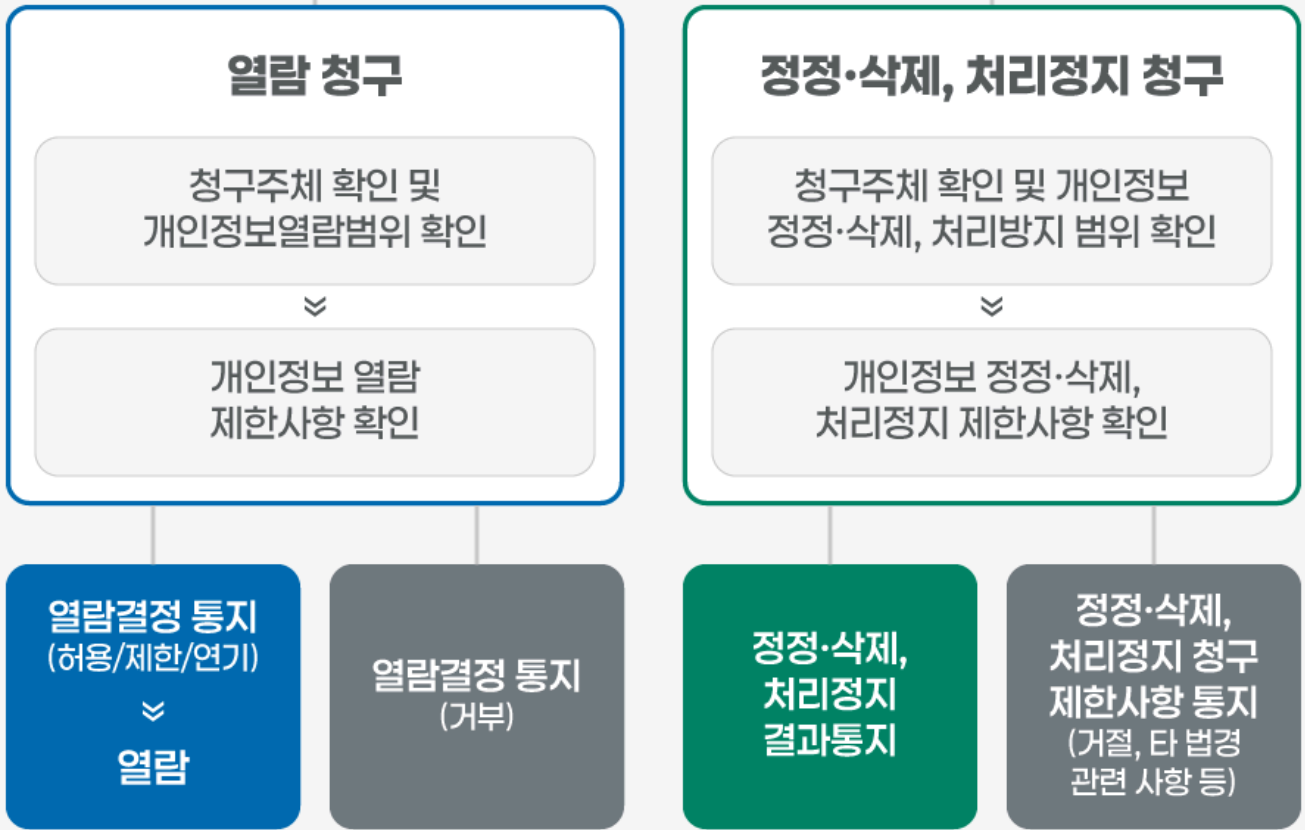 열람 청구
청구주체 확인 및
개인정보열람범위 확인
개인정보 열람
제한사항 확인
열람결정 통지
(허용/제한/연기)
열람
열람결정 통지
(거부)
정정·삭제, 처리정지 청구
청구주체 확인 및 개인정보
정정·삭제, 처리방지 범위 확인
개인정보 정정·삭제,
처리정지 제한사항 확인
정정·삭제,
처리정지
결과통지
정정·삭제,
처리정지 청구
제한사항 통지
(거절, 타 법경
관련 사항 등)